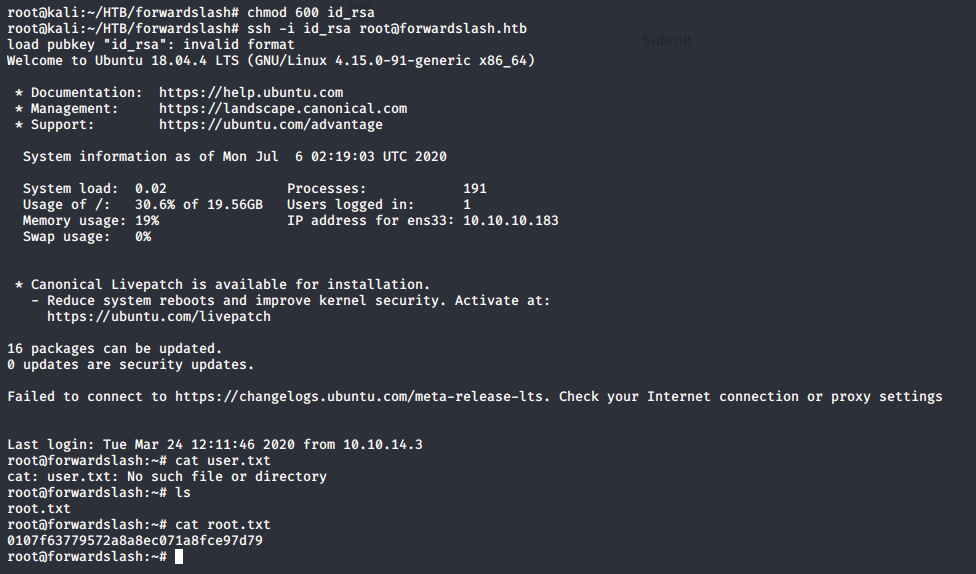 root@kali:~/HTB/forwardslash# chmod 600 id_rsa
root@kali:~/HTB/forwardslash# ssh -i id_rsa root@forwardslash.htb
load pubkey "id_rsa": invalid format
Welcome to Ubuntu 18.04.4 LTS (GNU/Linux 4.15.0-91-generic x86_64)
* Documentation:  https://help.ubuntu.com
* Management:     https://landscape.canonical.com
* Support:        https://ubuntu.com/advantage
System information as of Mon Jul  6 02:19:03 UTC 2020
System load:  0.02               Processes:             191
Usage of /:   30.6% of 19.56GB   Users logged in:       1
Memory usage: 19%                IP address for ens33: 10.10.10.183
Swap usage:   0%
* Canonical Livepatch is available for installation.
- Reduce system reboots and improve kernel security. Activate at:
https://ubuntu.com/livepatch
16 packages can be updated.
0 updates are security updates.
Failed to connect to https://changelogs.ubuntu.com/meta-release-lts. Check your Internet connection or proxy settings
Last login: Tue Mar 24 12:11:46 2020 from 10.10.14.3
root@forwardslash:~# cat user.txt
cat: user.txt: No such file or directory
root@forwardslash:~# ls
root.txt
root@forwardslash:~# cat root.txt
0107f63779572a8a8ec071a8fce97d79
root@forwardslash:~#
Submit